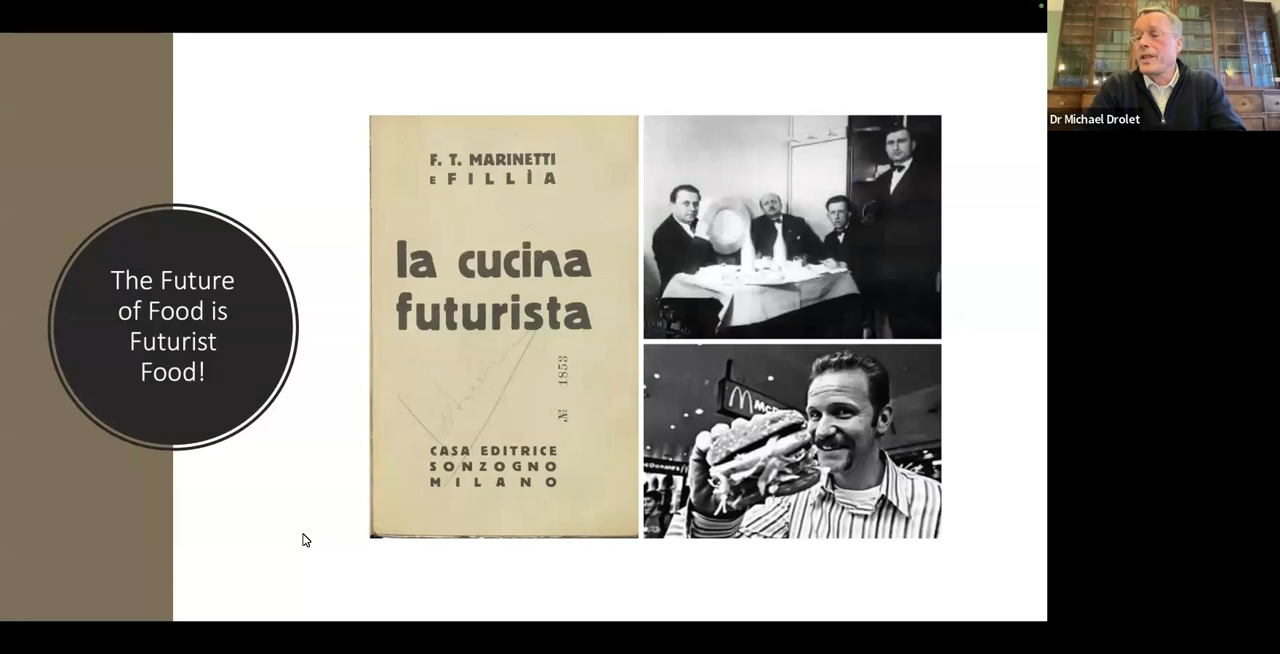 The Future
of Food is
Futurist
Food!
F. T. MARINETTI
E FILLÌA
la cucina
futurista
Nº 1853
CASA EDITRICE
SONZOGNO
MILANO
Dr Michael Drolet